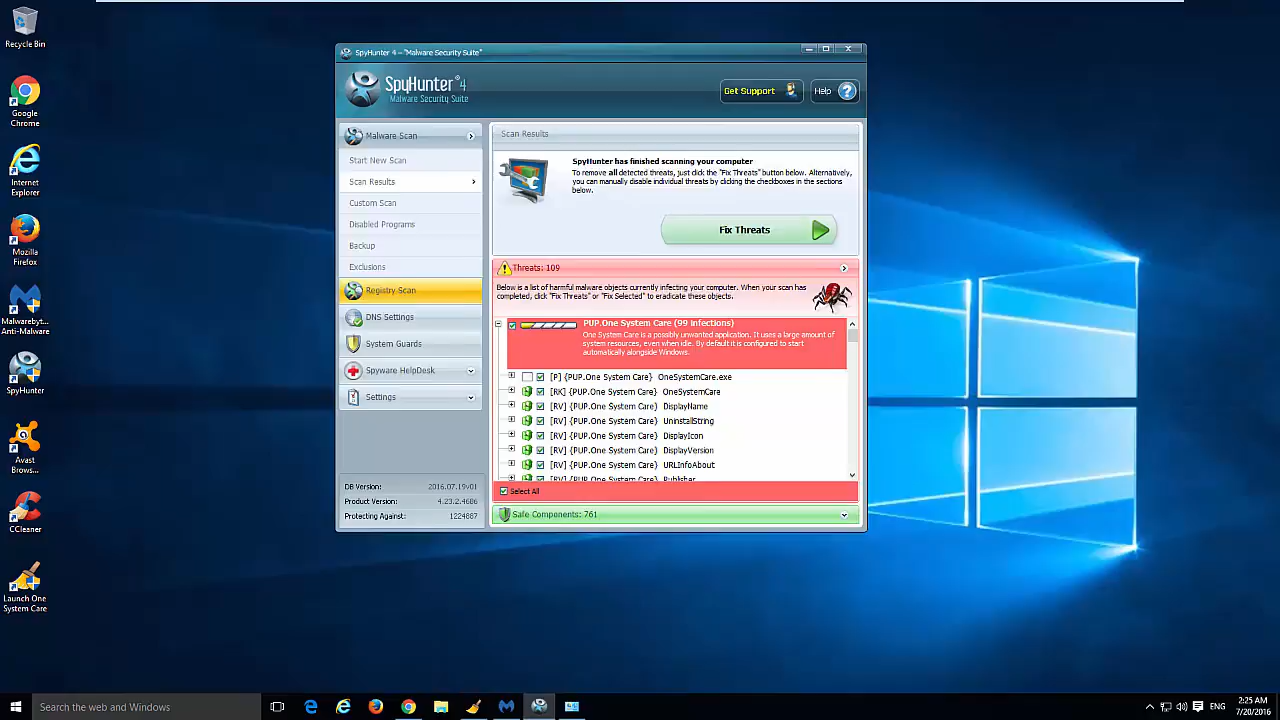 Recycle Bin
Google
Chrome
Internet
Explorer
Mozilla
Firefox
Malwarebyt...
Anti-Malware
SpyHunter
Avast
Brows...
CCleaner
Launch One
System Care
SpyHunter 4 – "Malware Security Suite"
SpyHunter® 4
Malware Security Suite
Get Support
Help
Malware Scan
Start New Scan
Scan Results
Custom Scan
Disabled Programs
Backup
Exclusions
Registry Scan
DNS Settings
System Guards
Spyware HelpDesk
Settings
DB Version: 2016.07.19v01
Product Version: 4.23.2.4686
Protecting Against: 1224887
Scan Results
SpyHunter has finished scanning your computer
To remove all detected threats, just click the "Fix Threats" button below. Alternatively,
you can manually disable individual threats by clicking the checkboxes in the sections
below.
Fix Threats
Threats: 109
Below is a list of harmful malware objects currently infecting your computer. When your scan has
completed, click "Fix Threats" or "Fix Selected" to eradicate these objects.
PUP.One System Care (99 infections)
One System Care is a possibly unwanted application. It uses a large amount of
system resources, even when idle. By default it is configured to start
automatically alongside Windows.
[P] {PUP.One System Care} OneSystemCare.exe
[RK] {PUP.One System Care} OneSystemCare
[RV] {PUP.One System Care} DisplayName
[RV] {PUP.One System Care} UninstallString
[RV] {PUP.One System Care} DisplayIcon
[RV] {PUP.One System Care} DisplayVersion
[RV] {PUP.One System Care} URLInfoAbout
[RV] {PUP.One System Care} Publisher
Select All
Safe Components: 761
Search the web and Windows
ENG
2:25 AM
7/20/2016